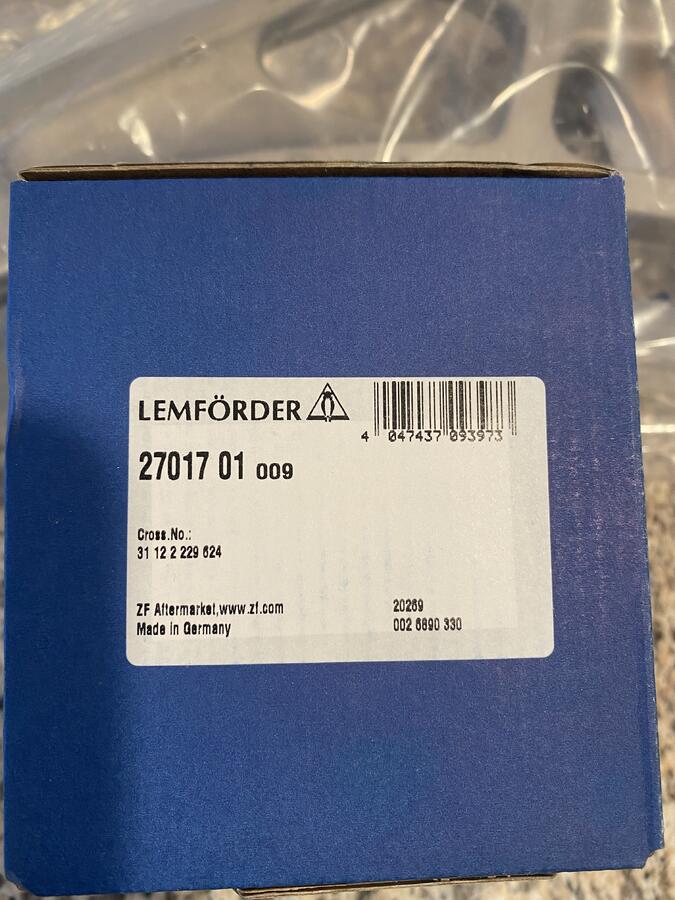 LEMFÖRDER
4 047437 093973
27017 01 009
Cross.No.:
31 12 2 229 624
ZF Aftermarket,www.zf.com
20269
Made in Germany
002 6890 330